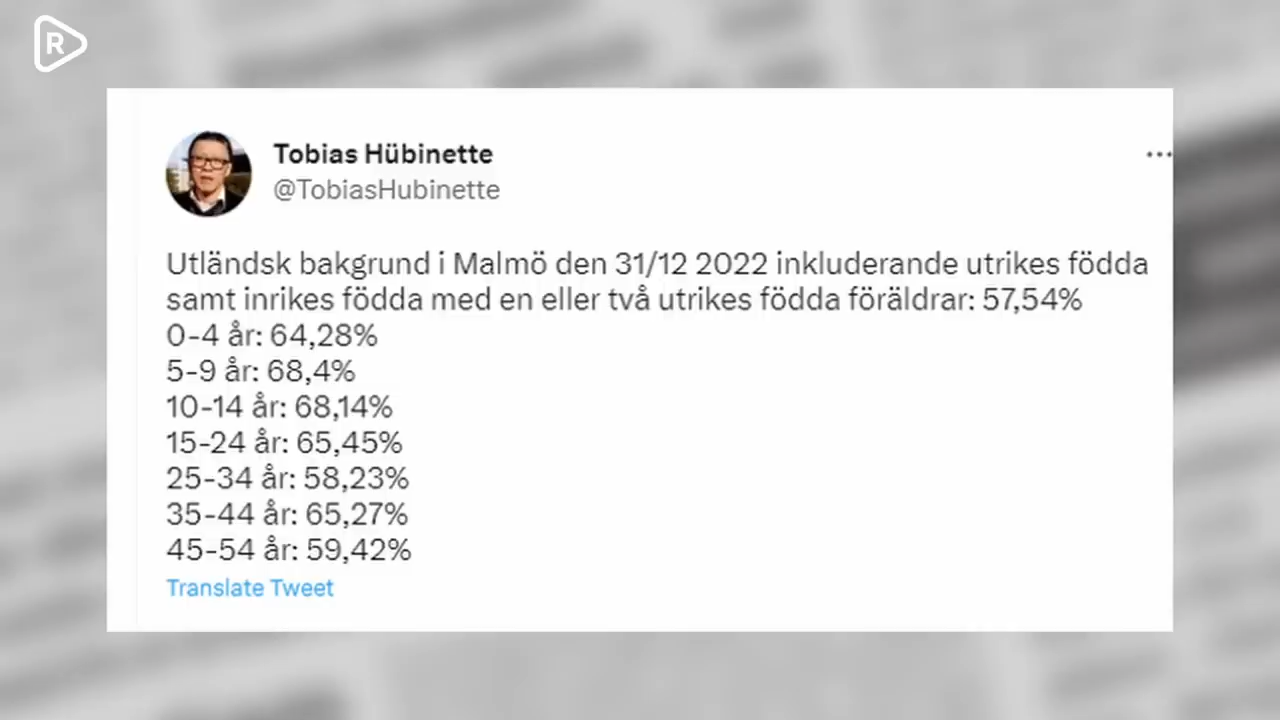 R
Tobias Hübinette
@TobiasHubinette
Utländsk bakgrund i Malmö den 31/12 2022 inkluderande utrikes födda
samt inrikes födda med en eller två utrikes födda föräldrar: 57,54%
0-4 år: 64,28%
5-9 år: 68,4%
10-14 år: 68,14%
15-24 år: 65,45%
25-34 år: 58,23%
35-44 år: 65,27%
45-54 år: 59,42%
Translate Tweet